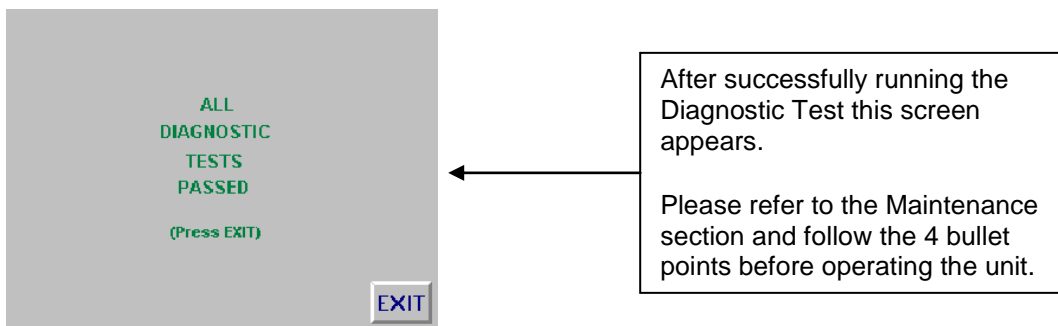 ALL
DIAGNOSTIC
TESTS
PASSED
(Press EXIT)
EXIT
After successfully running the
Diagnostic Test this screen
appears.
Please refer to the Maintenance
section and follow the 4 bullet
points before operating the unit.